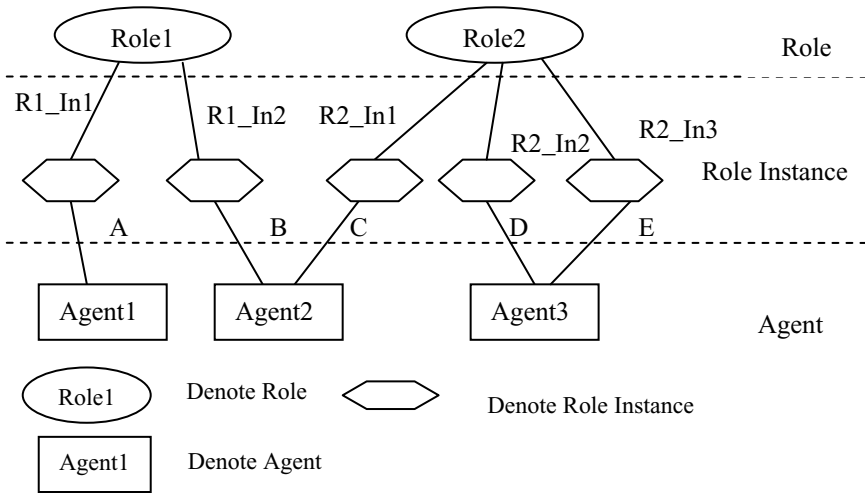 Role1
Role2
Role
R1_In1
R1_In2
R2_In1
R2_In2
R2_In3
Role Instance
A
B
C
D
E
Agent1
Agent2
Agent3
Agent
Role1
Denote Role
Denote Role Instance
Agent1
Denote Agent